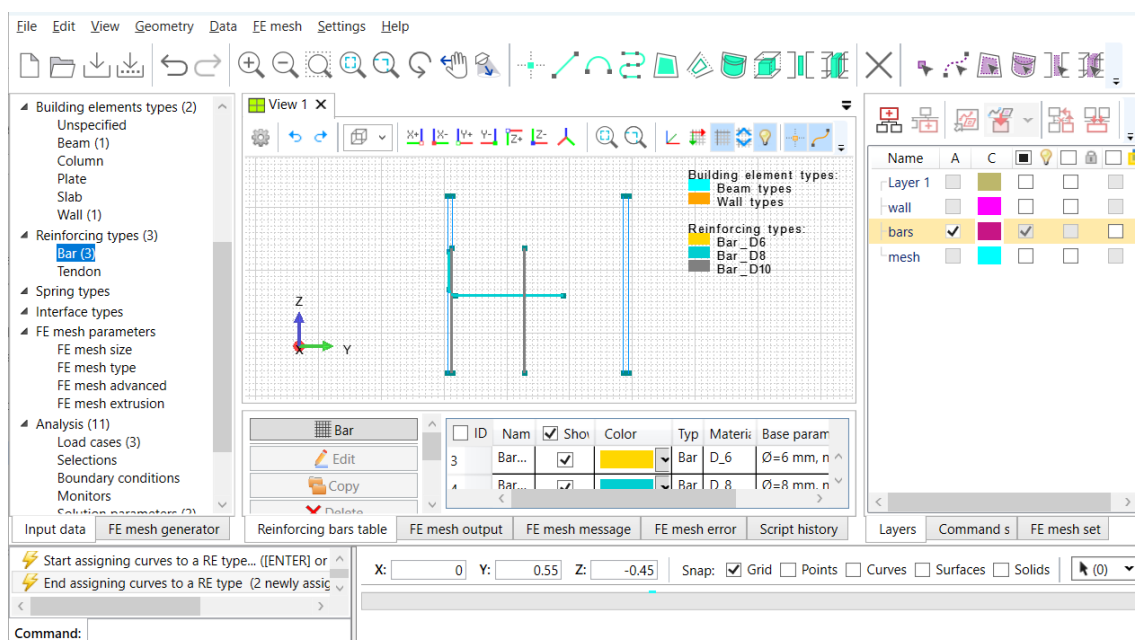 File Edit View Geometry Data FE mesh Settings Help
Building elements types (2)
Unspecified
Beam (1)
Column
Plate
Slab
Wall (1)
Reinforcing types (3)
Bar (3)
Tendon
Spring types
Interface types
FE mesh parameters
FE mesh size
FE mesh type
FE mesh advanced
FE mesh extrusion
Analysis (11)
Load cases (3)
Selections
Boundary conditions
Monitors
Solution parameters (2)
Input data FE mesh generator
View 1
X+ X- Y+ Y- Z+ Z-
Building element types:
Beam types
Wall types
Reinforcing types:
Bar_D6
Bar_D8
Bar_D10
Z
X Y
Bar
Edit
Copy
Delete
ID Nam Shov Color Typ Materia Base param
3 Bar... Bar D_6 Ø=6 mm, n
4 Bar... Bar D_8 Ø=8 mm, n
Reinforcing bars table FE mesh output FE mesh message FE mesh error Script history
Name A C
Layer 1
wall
bars
mesh
Layers Command s FE mesh set
Start assigning curves to a RE type... ([ENTER] or
End assigning curves to a RE type (2 newly assig
Command:
X: 0 Y: 0.55 Z: -0.45 Snap: Grid Points Curves Surfaces Solids (0)